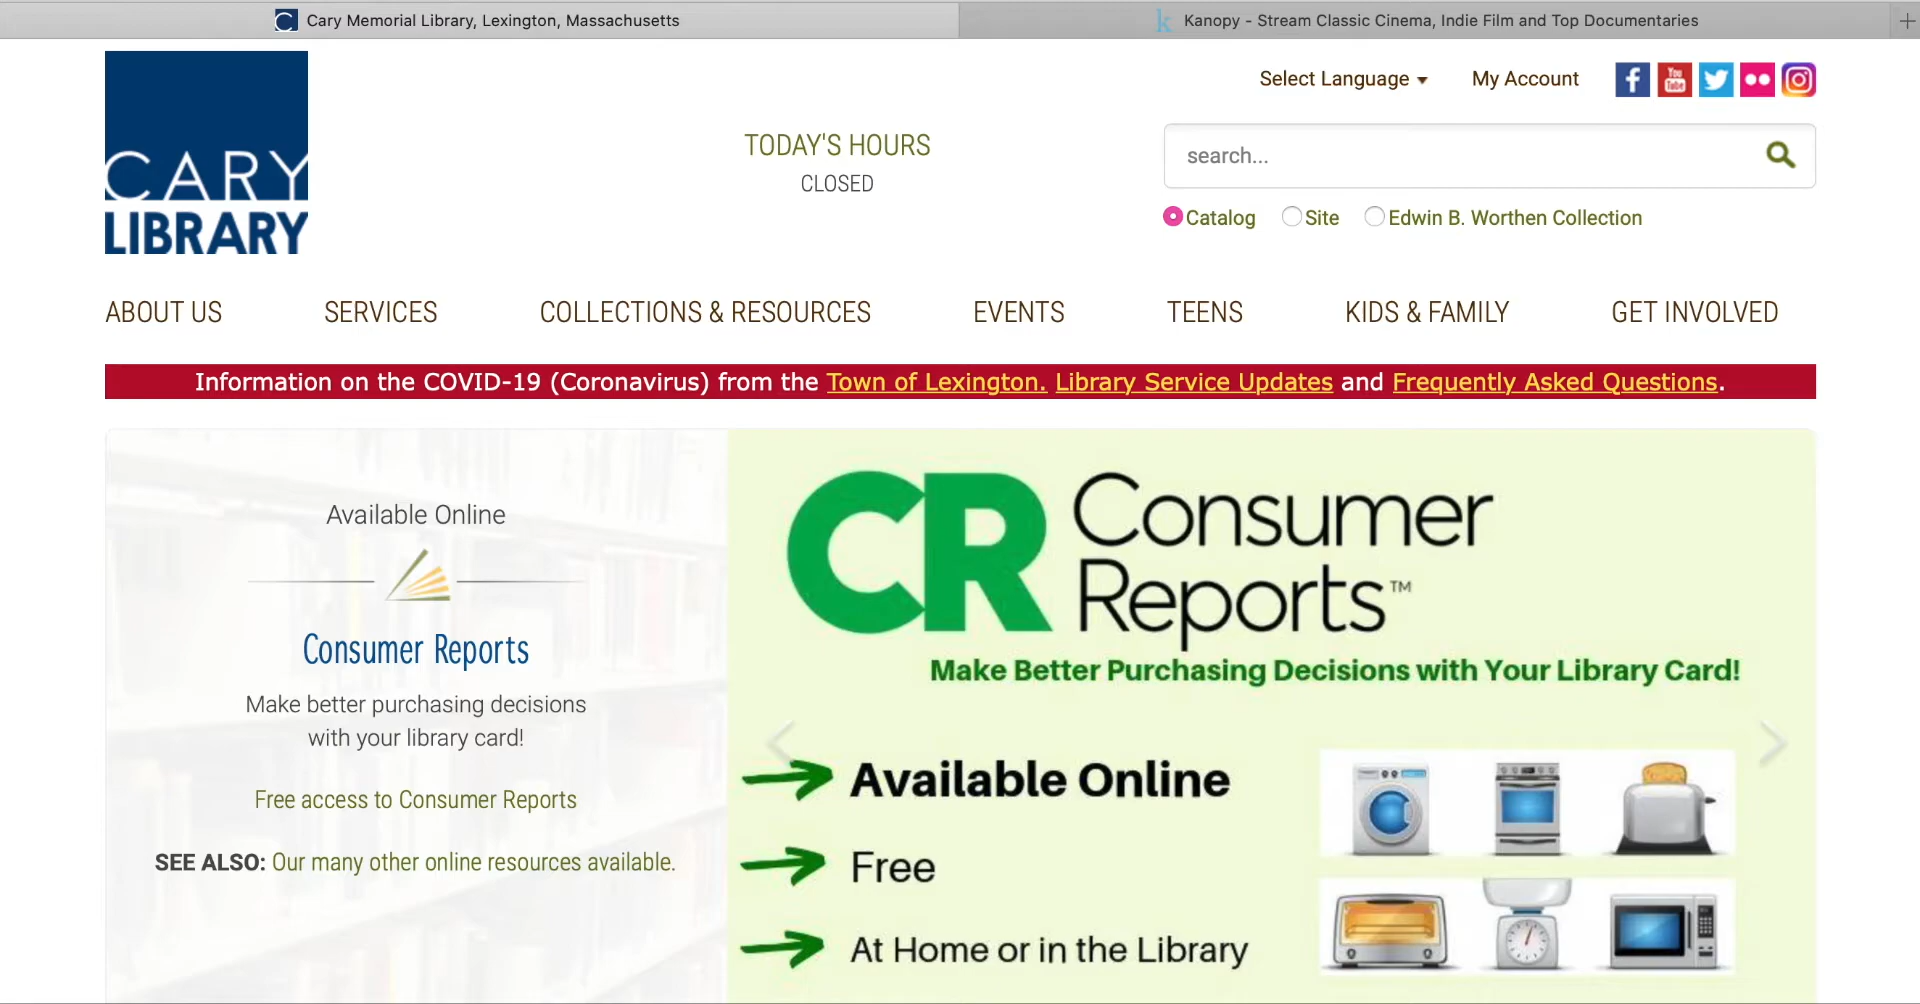 Cary Memorial Library, Lexington, Massachusetts
Kanopy - Stream Classic Cinema, Indie Film and Top Documentaries
CARY
LIBRARY
Select Language
My Account
You
Tube
TODAY'S HOURS
CLOSED
search...
Catalog Site Edwin B. Worthen Collection
ABOUT US SERVICES COLLECTIONS & RESOURCES EVENTS TEENS KIDS & FAMILY GET INVOLVED
Information on the COVID-19 (Coronavirus) from the Town of Lexington. Library Service Updates and Frequently Asked Questions.
Available Online
Consumer Reports
Make better purchasing decisions
with your library card!
Free access to Consumer Reports
SEE ALSO: Our many other online resources available.
CR Consumer
Reports™
Make Better Purchasing Decisions with Your Library Card!
Available Online
Free
At Home or in the Library